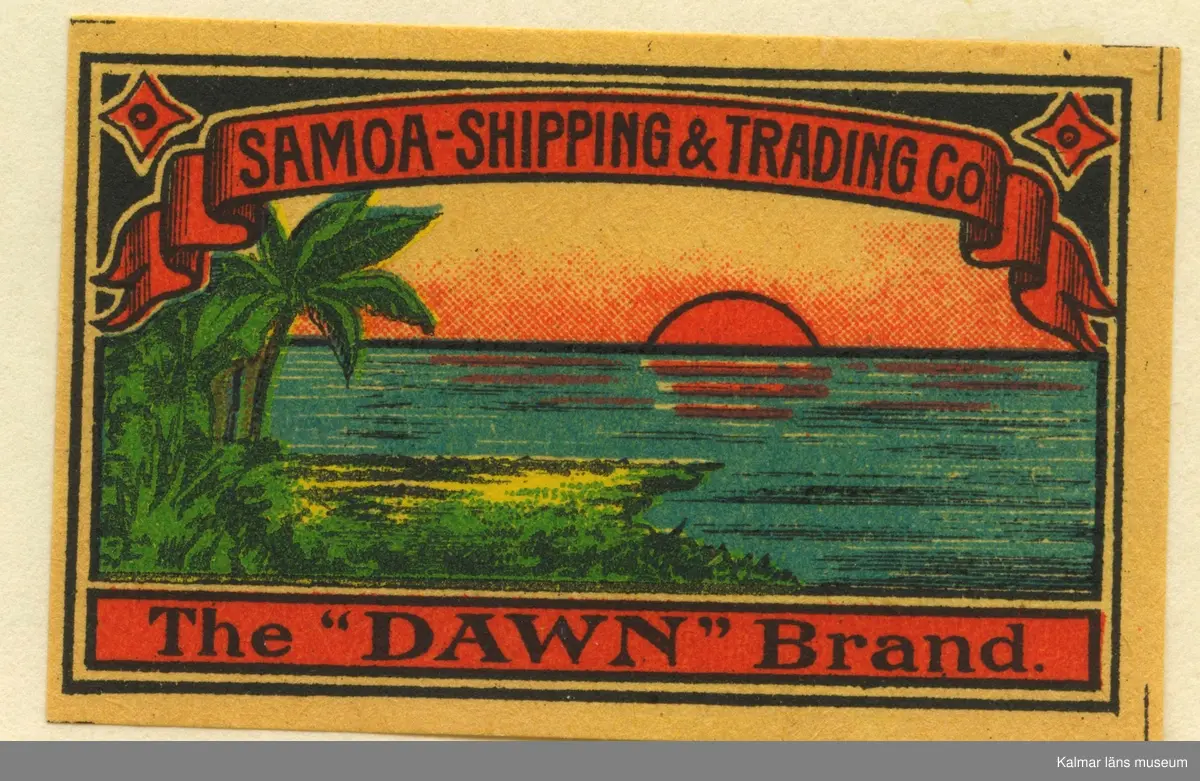 SAMOA-SHIPPING & TRADING CO
The "DAWN" Brand.
Kalmar läns museum